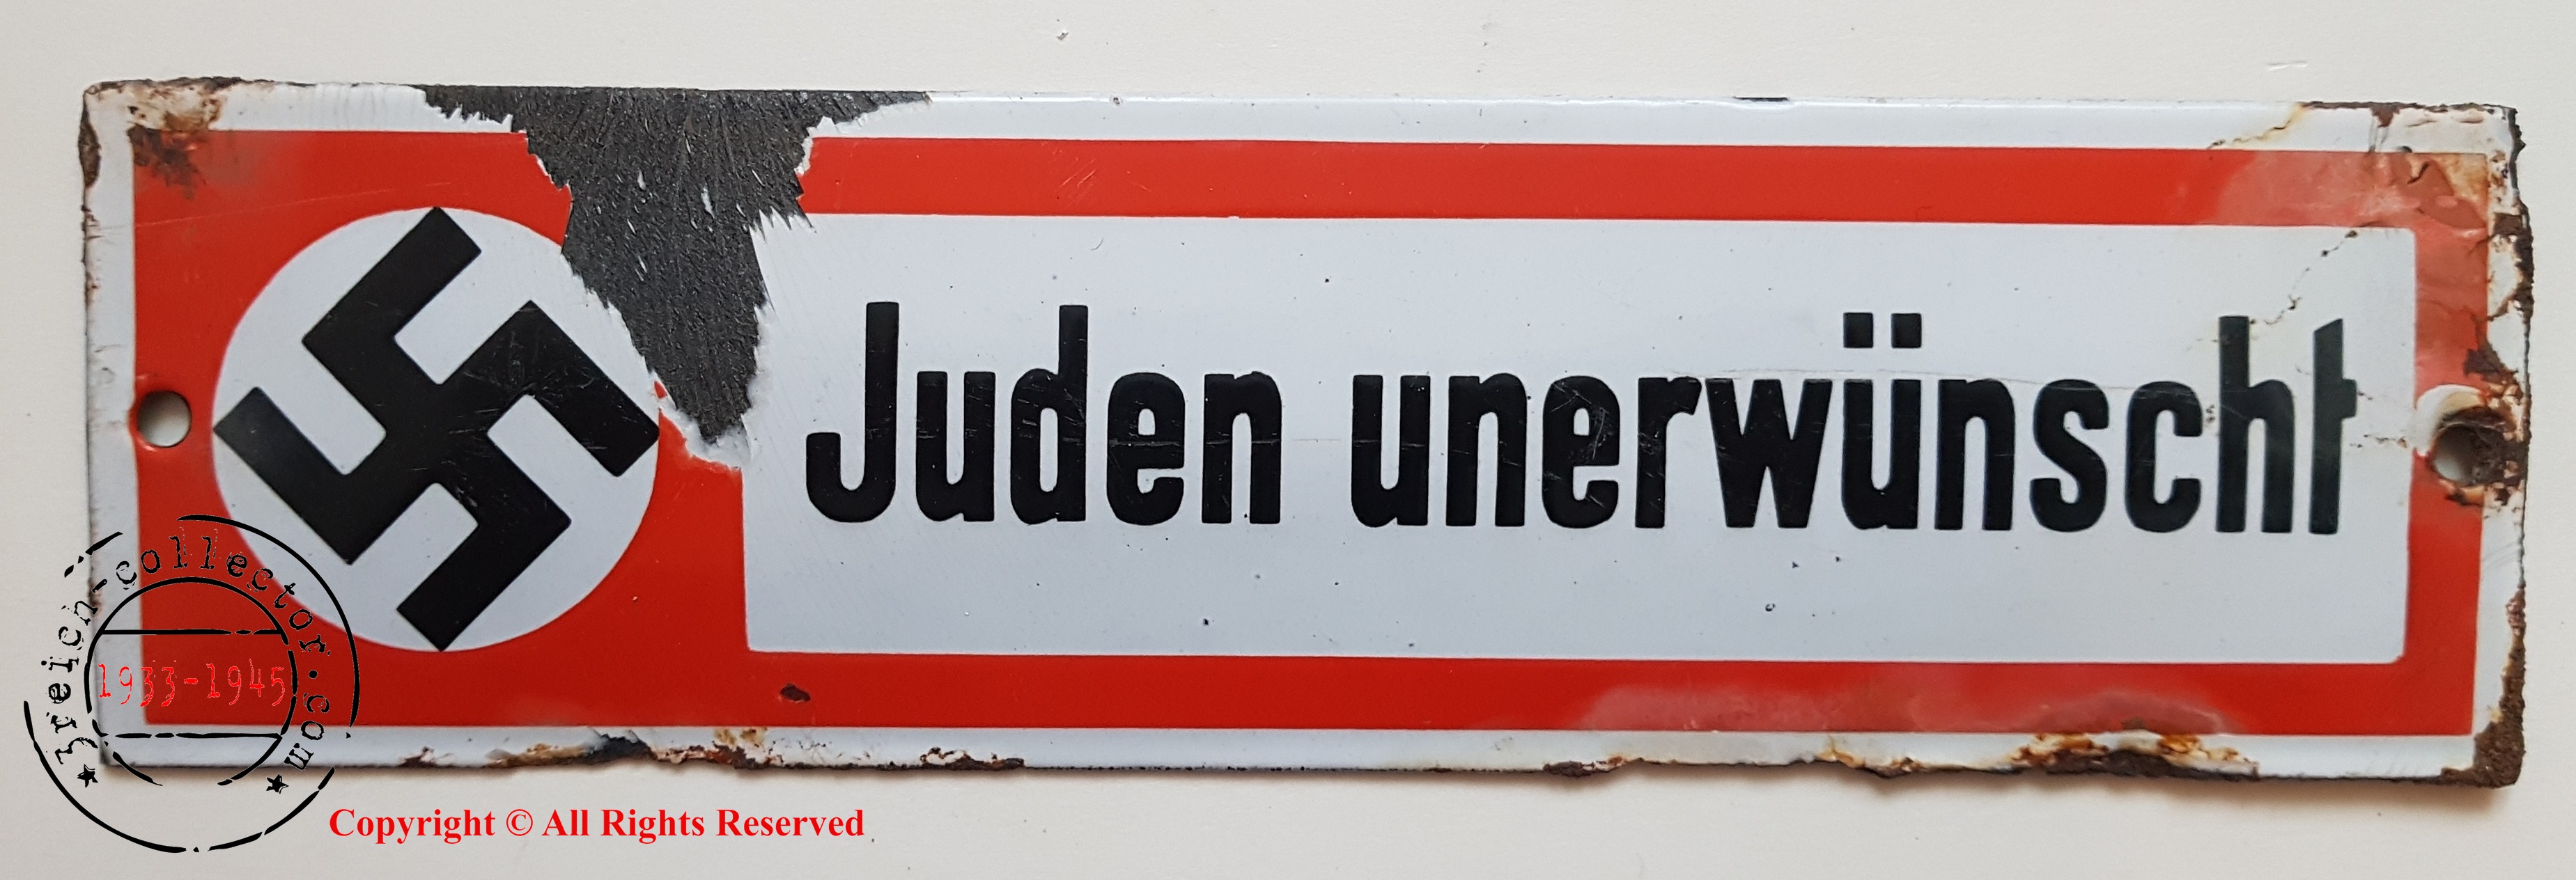 Juden unerwünscht
3reich-collector.com
1933-1945
Copyright © All Rights Reserved